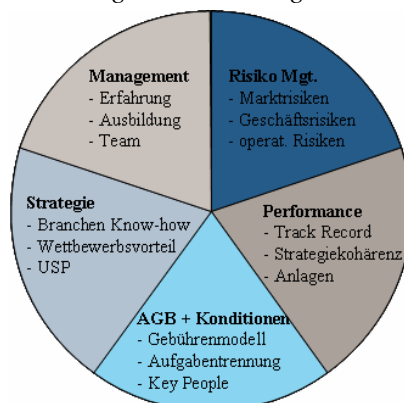 Management
- Erfahrung
- Ausbildung
- Team
Risiko Mgt.
- Marktrisiken
- Geschäftsrisiken
- operat. Risiken
Strategie
- Branchen Know-how
- Wettbewerbsvorteil
- USP
Performance
- Track Record
- Strategiekohärenz
- Anlagen
AGB + Konditionen
- Gebührenmodell
- Aufgabentrennung
- Key People